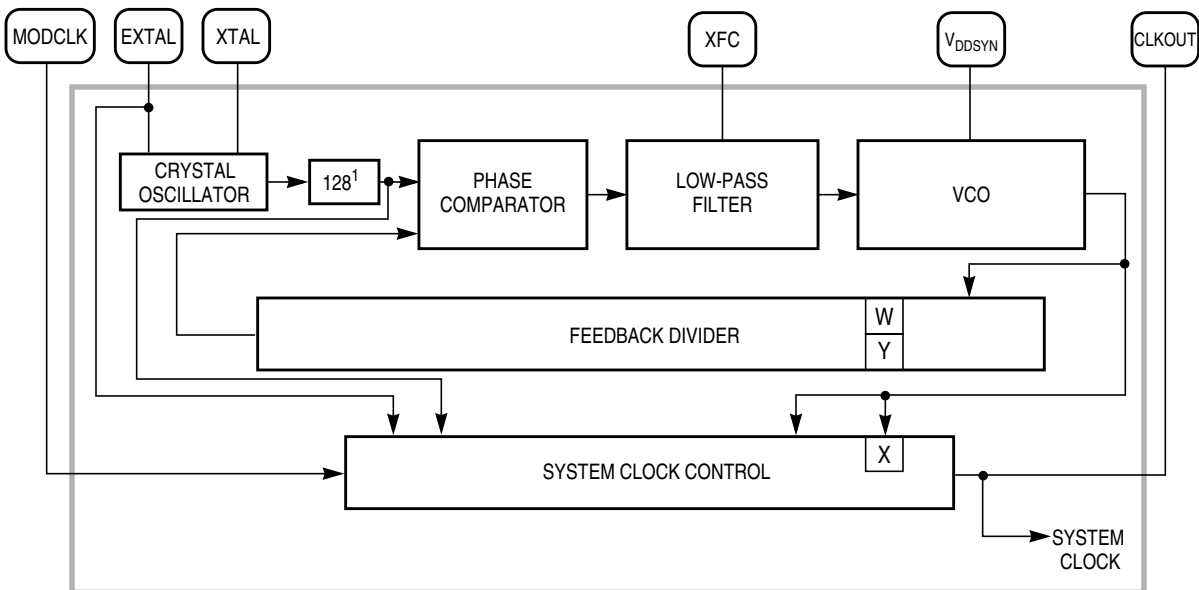 MODCLK
EXTAL
XTAL
XFC
VDDSYN
CLKOUT
CRYSTAL
OSCILLATOR
128¹
PHASE
COMPARATOR
LOW-PASS
FILTER
VCO
FEEDBACK DIVIDER
W
Y
SYSTEM CLOCK CONTROL
X
SYSTEM
CLOCK